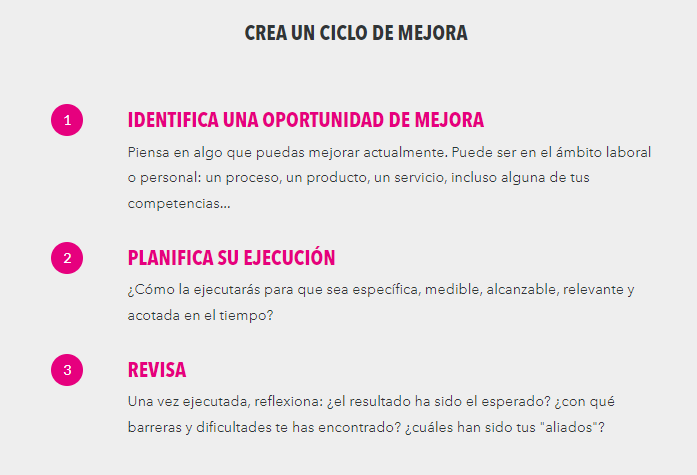 CREA UN CICLO DE MEJORA
1
IDENTIFICA UNA OPORTUNIDAD DE MEJORA
Piensa en algo que puedas mejorar actualmente. Puede ser en el ámbito laboral
o personal: un proceso, un producto, un servicio, incluso alguna de tus
competencias...
2
PLANIFICA SU EJECUCIÓN
¿Cómo la ejecutarás para que sea específica, medible, alcanzable, relevante y
acotada en el tiempo?
3
REVISA
Una vez ejecutada, reflexiona: ¿el resultado ha sido el esperado? ¿con qué
barreras y dificultades te has encontrado? ¿cuáles han sido tus "aliados"?